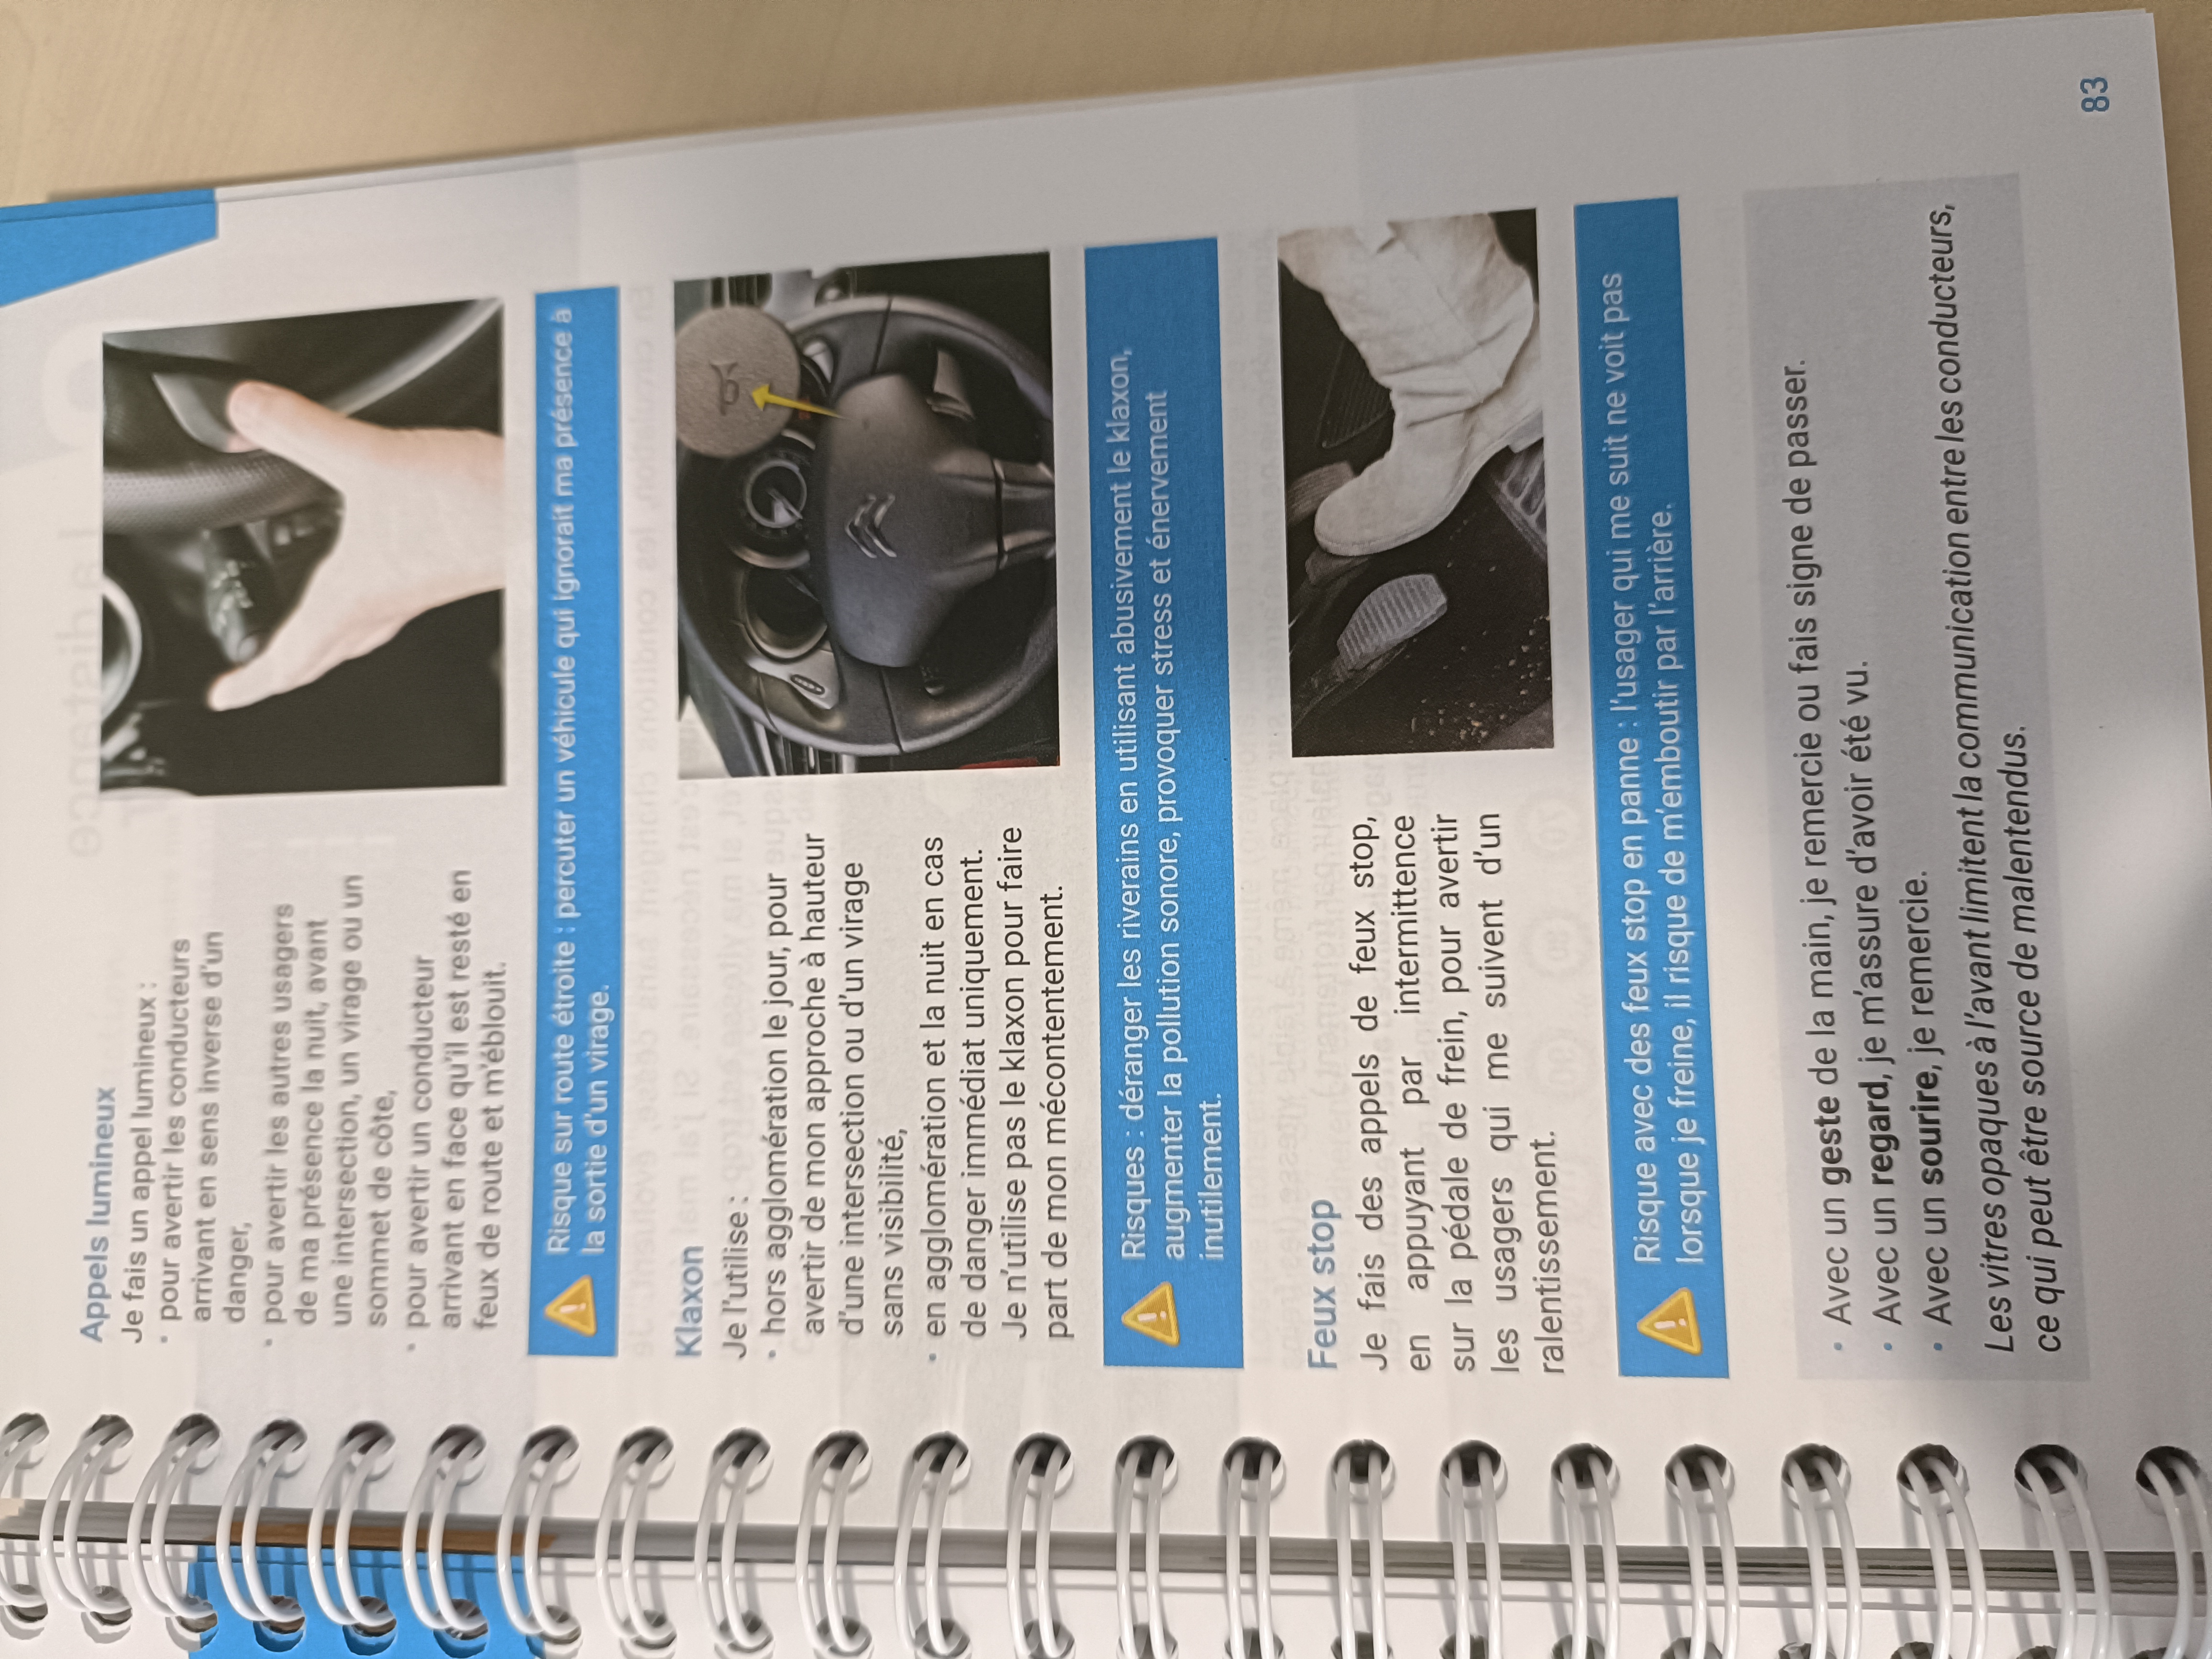 Appels lumineux
Je fais un appel lumineux :
• pour avertir les conducteurs
arrivant en sens inverse d'un
danger,
• pour avertir les autres usagers
de ma présence la nuit, avant
une intersection, un virage ou un
sommet de côte,
• pour avertir un conducteur
arrivant en face qu'il est resté en
feux de route et m'éblouit.
Risque sur route étroite : percuter un véhicule qui ignorait ma présence à
la sortie d'un virage.
Klaxon
Je l'utilise :
• hors agglomération le jour, pour
avertir de mon approche à hauteur
d'une intersection ou d'un virage
sans visibilité,
• en agglomération et la nuit en cas
de danger immédiat uniquement.
Je n'utilise pas le klaxon pour faire
part de mon mécontentement.
Risques : déranger les riverains en utilisant abusivement le klaxon,
augmenter la pollution sonore, provoquer stress et énervement
inutilement.
Feux stop
Je fais des appels de feux stop,
en appuyant par intermittence
sur la pédale de frein, pour avertir
les usagers qui me suivent d'un
ralentissement.
Risque avec des feux stop en panne : l'usager qui me suit ne voit pas
lorsque je freine, il risque de m'emboutir par l'arrière.
• Avec un geste de la main, je remercie ou fais signe de passer.
• Avec un regard, je m'assure d'avoir été vu.
• Avec un sourire, je remercie.
Les vitres opaques à l'avant limitent la communication entre les conducteurs,
ce qui peut être source de malentendus.
83